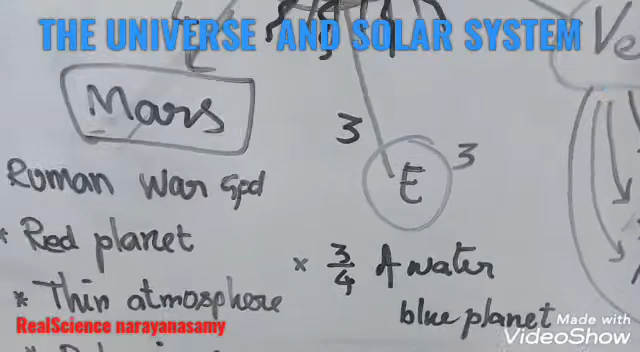 THE UNIVERSE AND SOLAR SYSTEM
Mars
Ve
3
E
3
Roman War God
* Red planet
* Thin atmosphere
× 3/4 A water
blue planet
RealScience narayanasamy
Made with
VideoShow